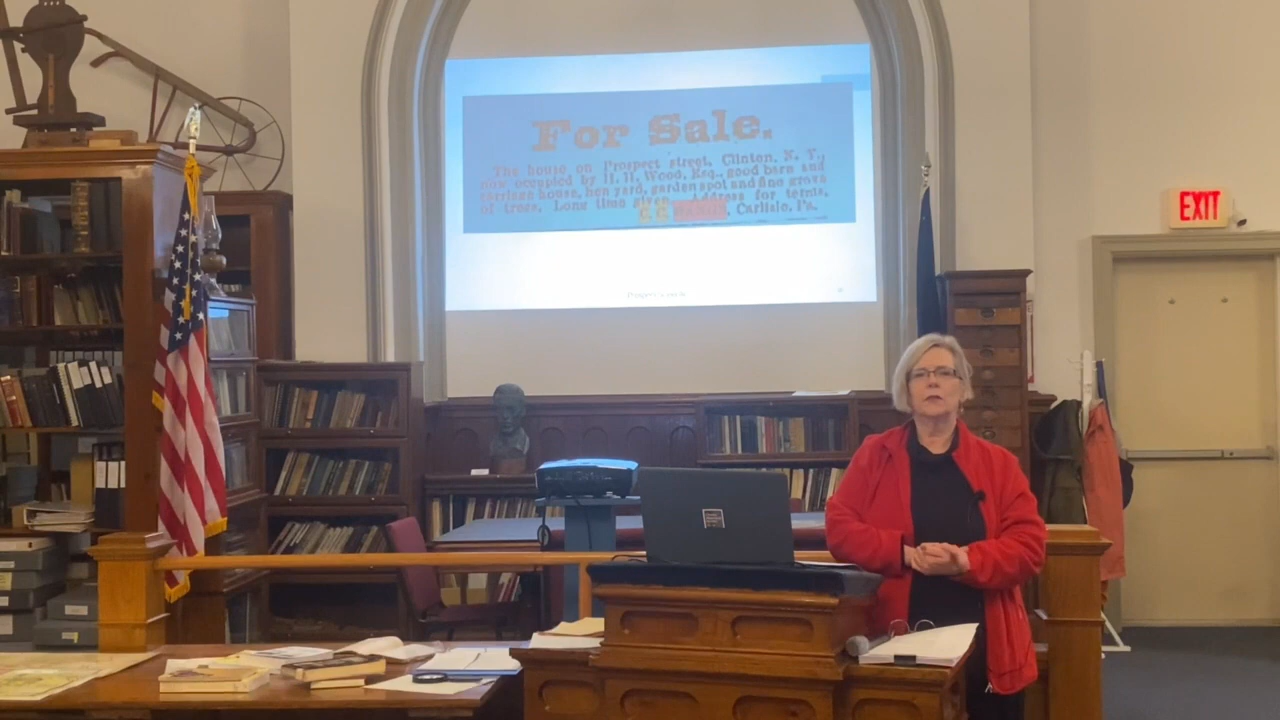 For Sale.
The house on Prospect street, Clinton, N. Y.,
now occupied by H. H. Wood, Esq., good barn and
carriage house, hen yard, garden spot and fine grove
of trees. Long time given. Address for terms,
Carlisle, Pa.
EXIT